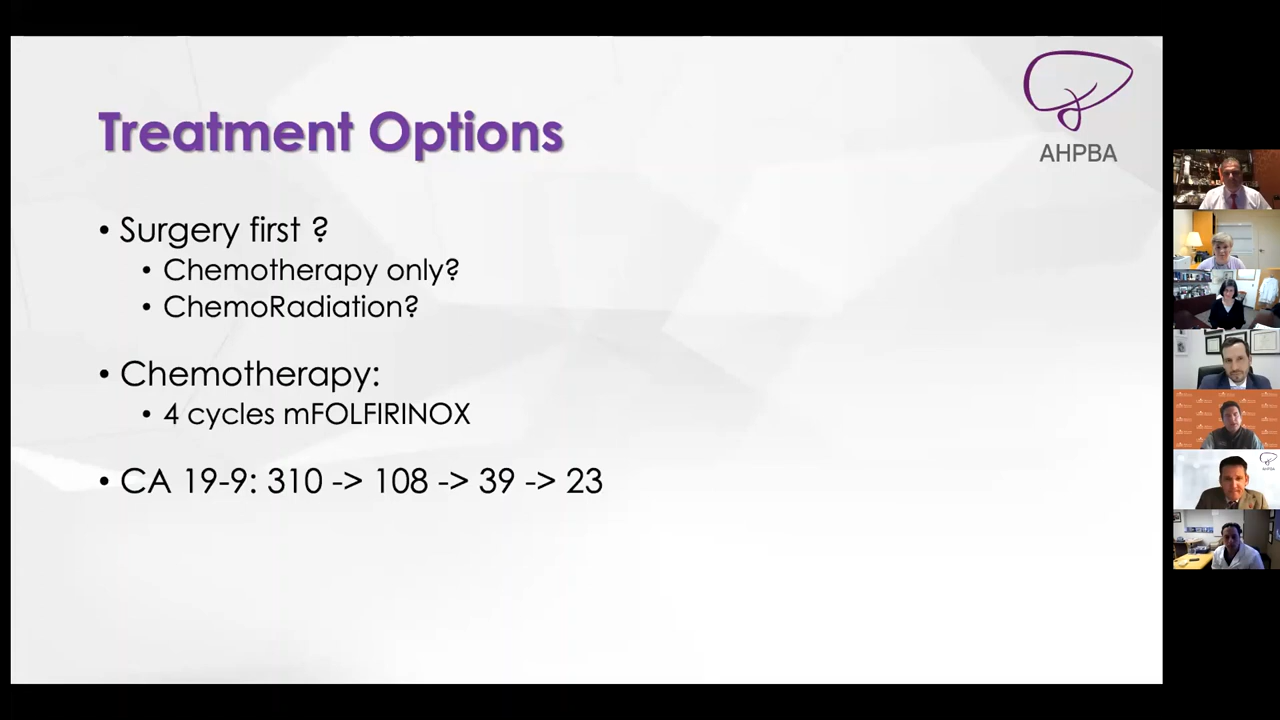 Treatment Options
AHPBA
• Surgery first ?
• Chemotherapy only?
• ChemoRadiation?
• Chemotherapy:
• 4 cycles mFOLFIRINOX
• CA 19-9: 310 -> 108 -> 39 -> 23